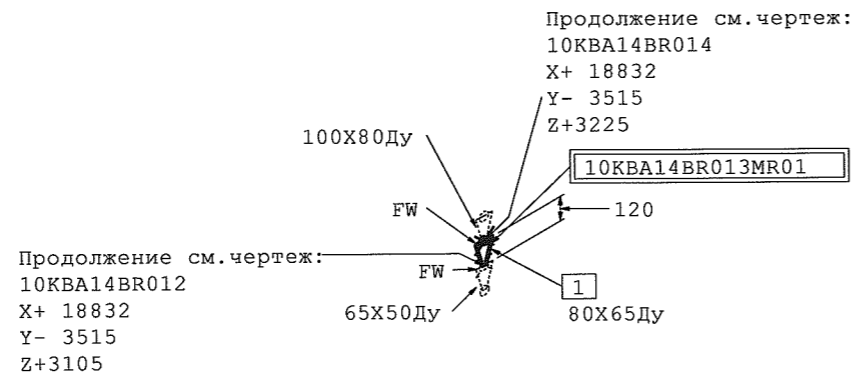 Продолжение см.чертеж:
10KBA14BR014
X+ 18832
Y- 3515
Z+3225
100X80Ду
10KBA14BR013MR01
FW
120
Продолжение см.чертеж:
10KBA14BR012
X+ 18832
Y- 3515
Z+3105
FW
1
65X50Ду
80X65Ду